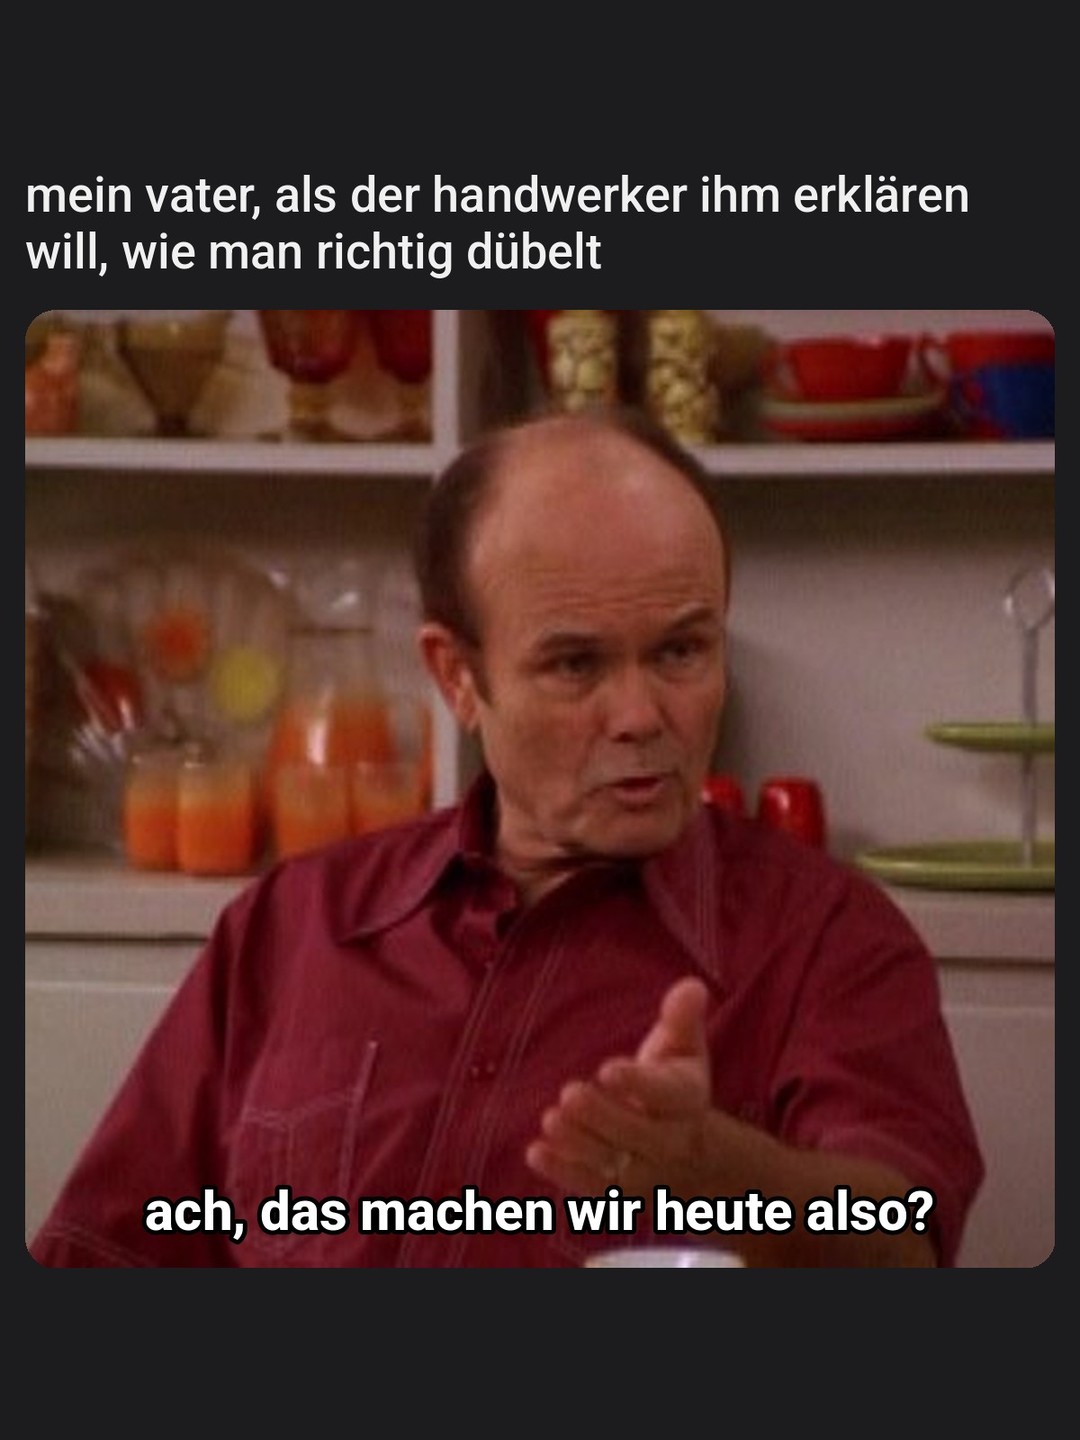 mein vater, als der handwerker ihm erklären
will, wie man richtig dübelt
ach, das machen wir heute also?